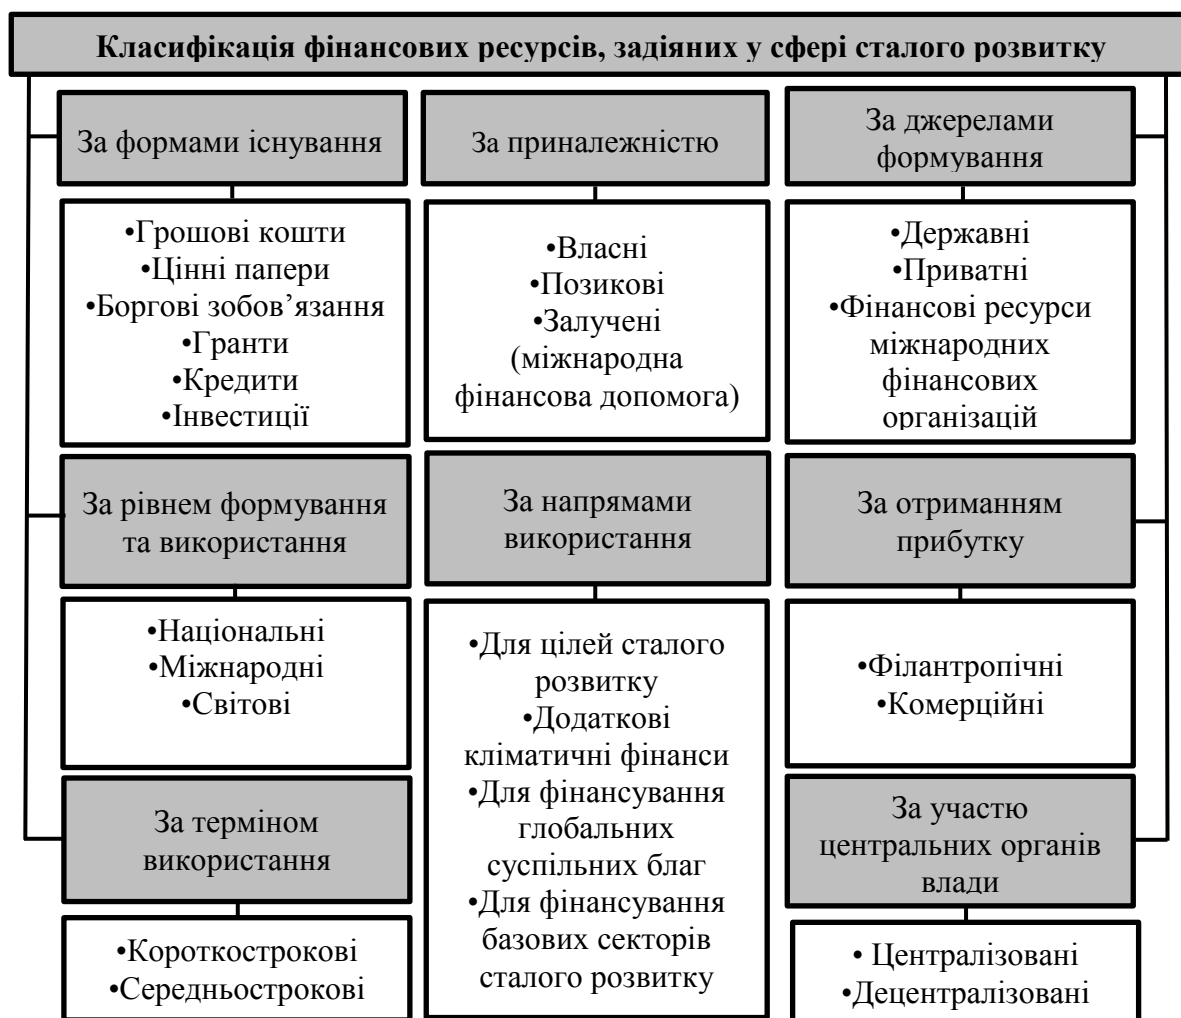 Класифікація фінансових ресурсів, задіяних у сфері сталого розвитку
За формами існування
•Грошові кошти
•Цінні папери
•Боргові зобов’язання
•Гранти
•Кредити
•Інвестиції
За приналежністю
•Власні
•Позикові
•Залучені
(міжнародна
фінансова допомога)
За джерелами
формування
•Державні
•Приватні
•Фінансові ресурси
міжнародних
фінансових
організацій
За рівнем формування
та використання
•Національні
•Міжнародні
•Світові
За напрямами
використання
•Для цілей сталого
розвитку
•Додаткові
кліматичні фінанси
•Для фінансування
глобальних
суспільних благ
•Для фінансування
базових секторів
сталого розвитку
За отриманням
прибутку
•Філантропічні
•Комерційні
За терміном
використання
•Короткострокові
•Середньострокові
За участю
центральних органів
влади
• Централізовані
•Децентралізовані